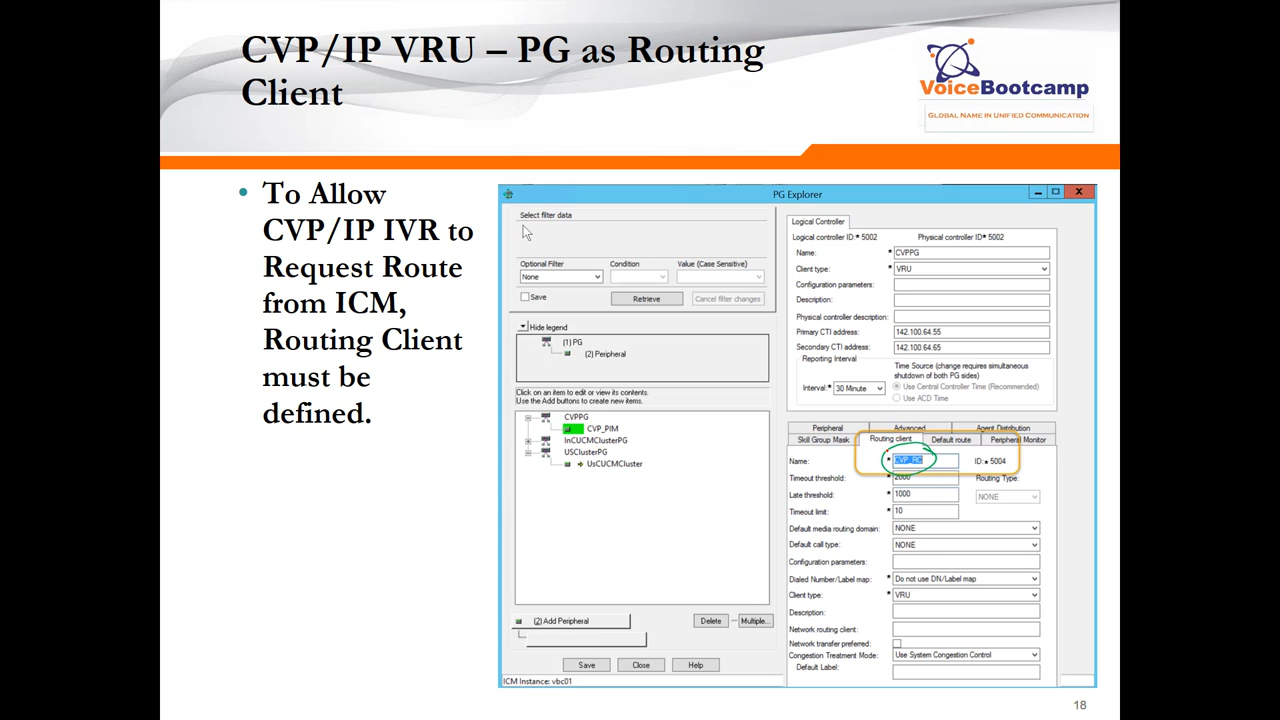 CVP/IP VRU – PG as Routing
Client
VoiceBootcamp
GLOBAL NAME IN UNIFIED COMMUNICATION
• To Allow
CVP/IP IVR to
Request Route
from ICM,
Routing Client
must be
defined.
PG Explorer
Select filter data
Optional Filter Condition Value (Case Sensitive)
None
Save Retrieve Cancel filter changes
Hide legend
(1) PG
(2) Peripheral
Click on an item to edit or view its contents.
Use the Add buttons to create new items.
CVPPG
CVP_PIM
InCUCMClusterPG
USClusterPG
UsCUCMCluster
(2) Add Peripheral Delete Multiple...
Save Close Help
ICM Instance: vbc01
Logical Controller
Logical controller ID:* 5002 Physical controller ID:* 5002
Name: * CVPPG
Client type: * VRU
Configuration parameters:
Description:
Physical controller description:
Primary CTI address: 142.100.64.55
Secondary CTI address: 142.100.64.65
Reporting Interval
Interval:* 30 Minute
Time Source (change requires simultaneous
shutdown of both PG sides)
Use Central Controller Time (Recommended)
Use ACD Time
Peripheral Advanced Agent Distribution
Skill Group Mask Routing client Default route Peripheral Monitor
Name: * CVP_RC ID:* 5004
Timeout threshold: * 2000 Routing Type:
Late threshold: * 1000 NONE
Timeout limit: * 10
Default media routing domain: NONE
Default call type: NONE
Configuration parameters:
Dialed Number/Label map: * Do not use DN/Label map
Client type: * VRU
Description:
Network routing client:
Network transfer preferred:
Congestion Treatment Mode: Use System Congestion Control
Default Label:
18